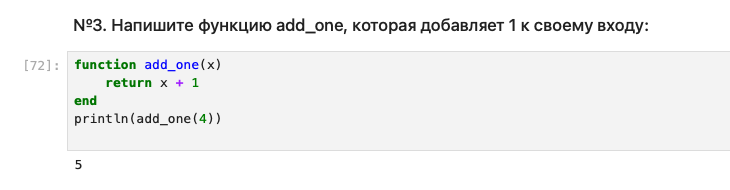 №3. Напишите функцию add_one, которая добавляет 1 к своему входу:
[72]: function add_one(x)
    return x + 1
end
println(add_one(4))
5